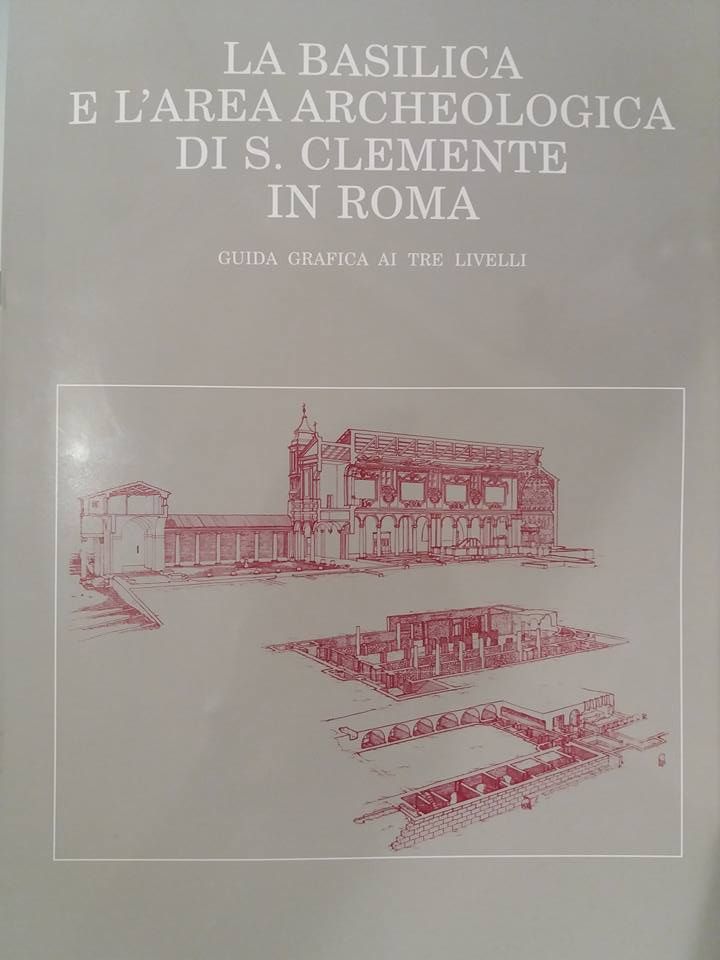 LA BASILICA
E L'AREA ARCHEOLOGICA
DI S. CLEMENTE
IN ROMA
GUIDA GRAFICA AI TRE LIVELLI